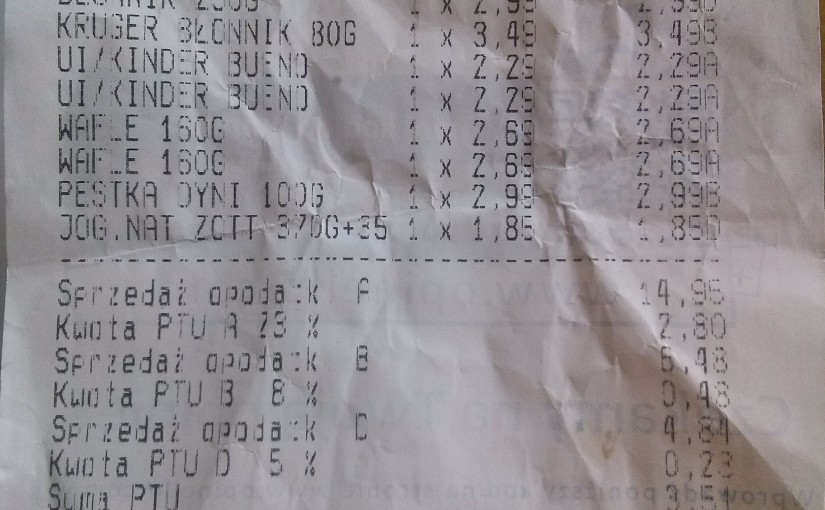 KRUGER BŁONNIK 80G 1 x 3,49 3,49B
UI/KINDER BUENO 1 x 2,29 2,29A
UI/KINDER BUENO 1 x 2,29 2,29A
WAFLE 160G 1 x 2,69 2,69A
WAFLE 160G 1 x 2,69 2,69A
PESTKA DYNI 100G 1 x 2,99 2,99B
JOG.NAT ZOTT 370G+35 1 x 1,85 1,85D
Sprzedaż opodatk A 14,95
Kwota PTU A 23 % 2,80
Sprzedaż opodatk B 6,48
Kwota PTU B 8 % 0,48
Sprzedaż opodatk D 4,84
Kwota PTU D 5 % 0,23
Suma PTU 3,51